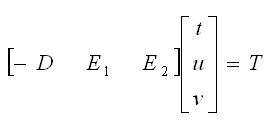 [− D E₁ E₂] [t u v] = T